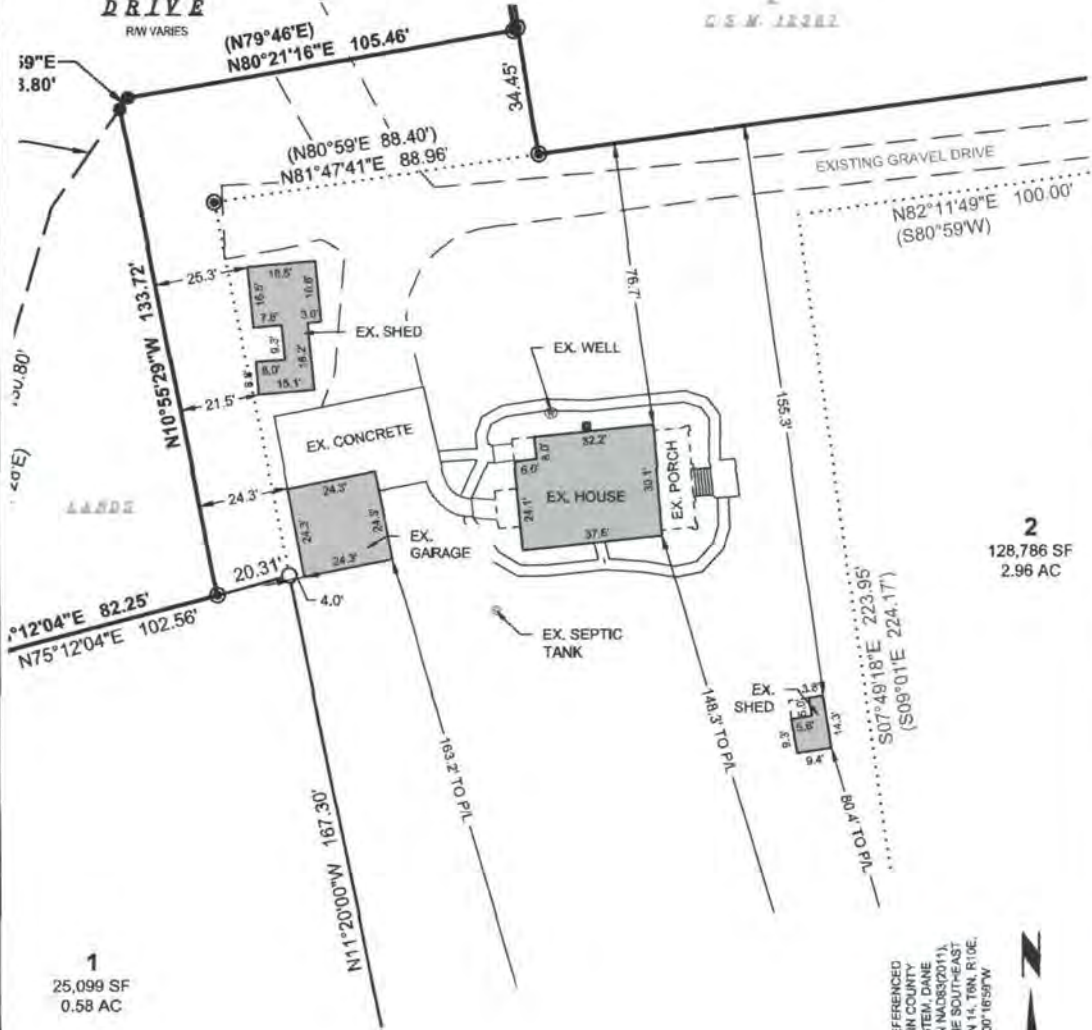 DRIVE
R/W VARIES
C.S.M. 12382
(N79°46'E)
N80°21'16"E 105.46'
34.45'
(N80°59'E 88.40')
N81°47'41"E 88.96'
EXISTING GRAVEL DRIVE
N82°11'49"E 100.00'
(S80°59'W)
N10°55'29"W 133.72'
25.3'
18.5'
16.5'
7.8'
3.0'
9.3'
16.2'
8.0'
15.1'
EX. SHED
21.5'
76.7'
155.3'
EX. WELL
EX. CONCRETE
32.2'
8.0'
6.6'
EX. HOUSE
30.1'
EX. PORCH
24.1'
37.6'
LANDS
24.3'
24.3'
24.3'
24.3'
24.3'
EX.
GARAGE
20.31'
4.0'
2
128,786 SF
2.96 AC
°12'04"E 82.25'
N75°12'04"E 102.56'
EX. SEPTIC
TANK
S07°49'18"E 223.95'
(S09°01'E 224.17')
EX.
SHED
3.8'
5.0'
5.6'
9.3'
14.3'
9.4'
163.2' TO P/L
148.3' TO P/L
80.4' TO P/L
N11°20'00"W 167.30'
1
25,099 SF
0.58 AC
N